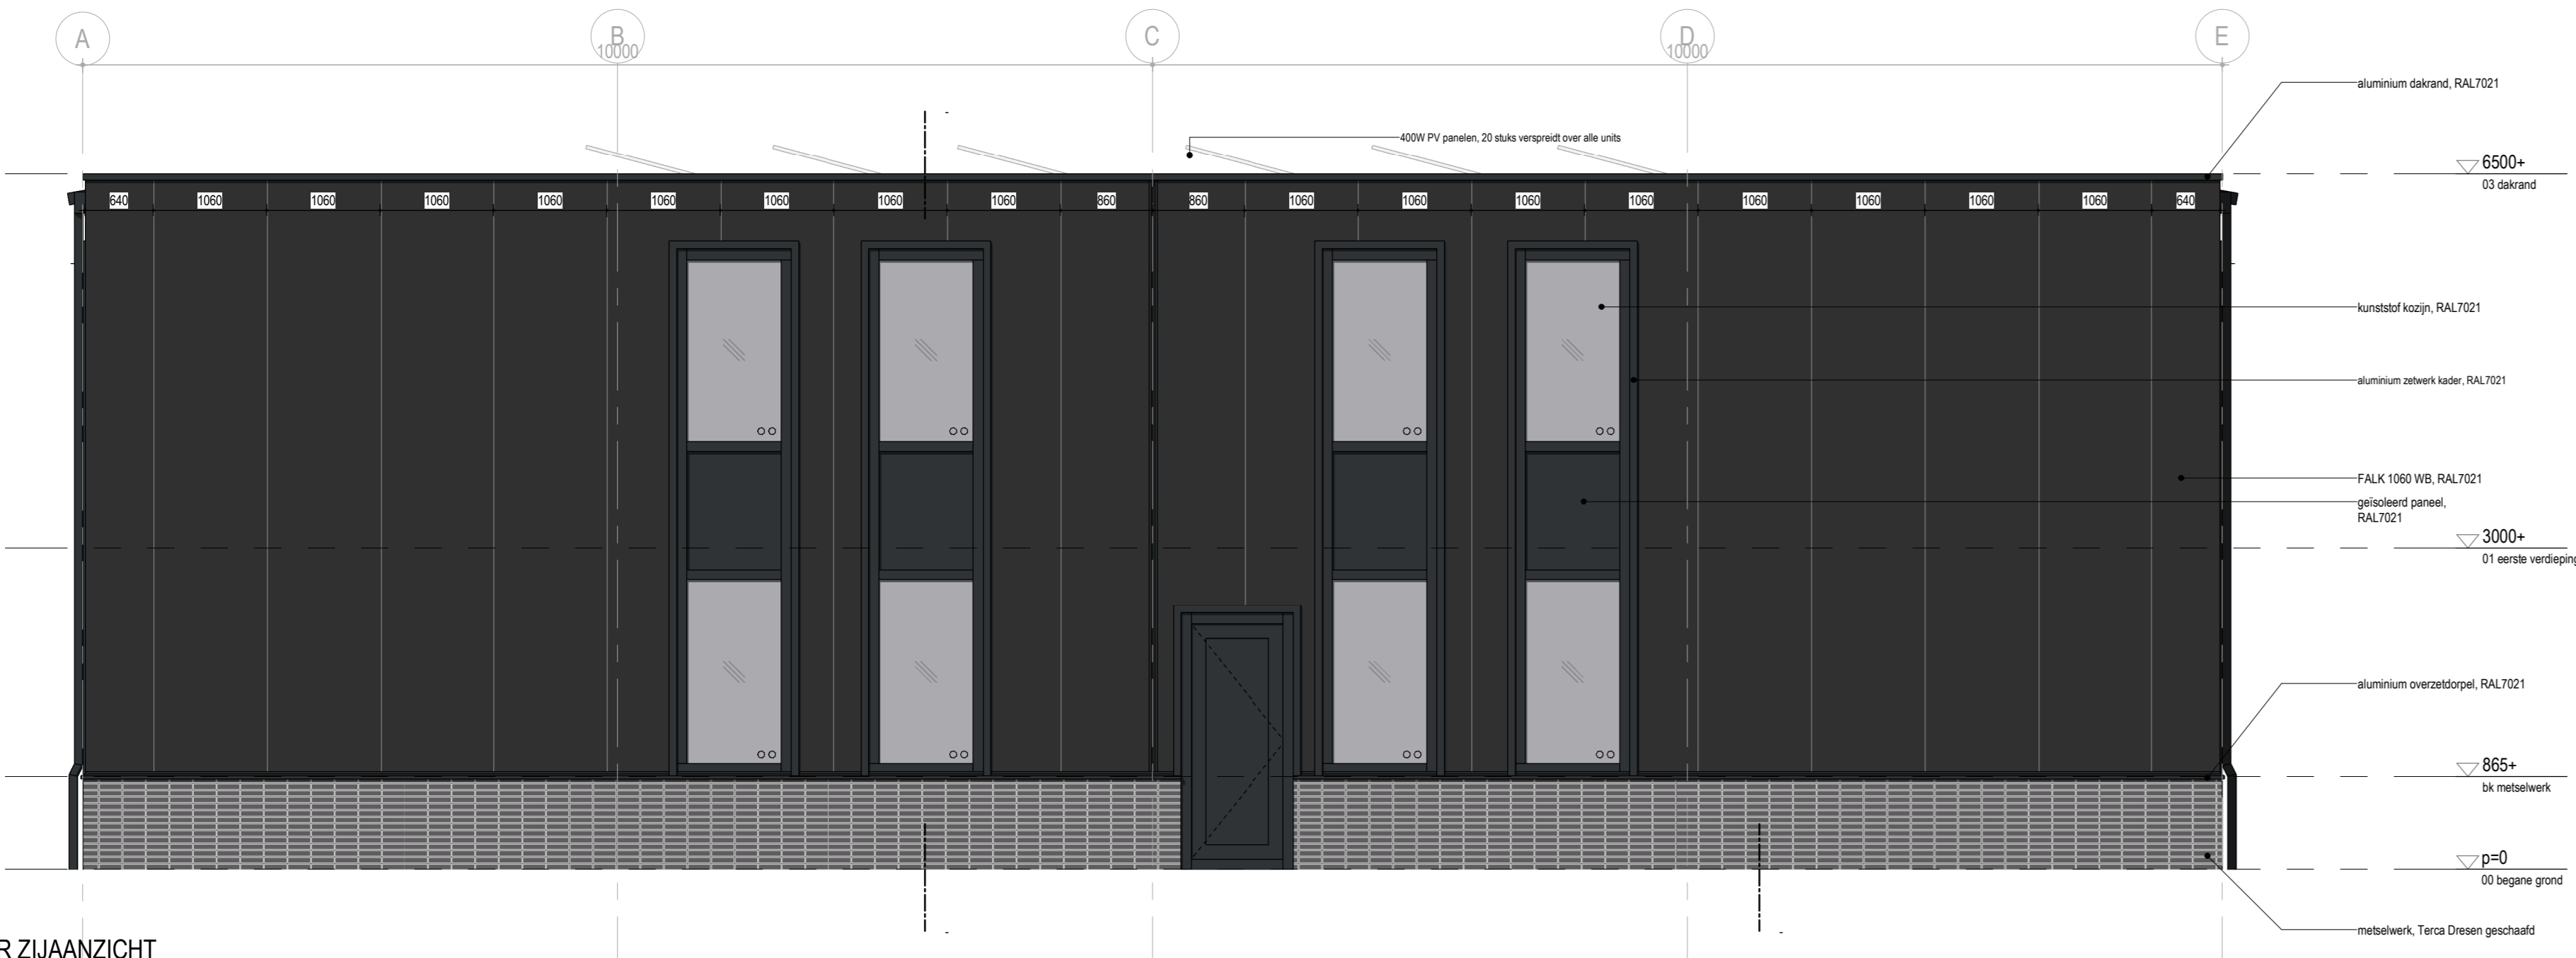 A
B
10000
C
D
10000
E
aluminium dakrand, RAL7021
400W PV panelen, 20 stuks verspreidt over alle units
6500+
03 dakrand
640 1060 1060 1060 1060 1060 1060 1060 1060 860 860 1060 1060 1060 1060 1060 1060 1060 1060 640
kunststof kozijn, RAL7021
aluminium zetwerk kader, RAL7021
FALK 1060 WB, RAL7021
geïsoleerd paneel,
RAL7021
3000+
01 eerste verdieping
aluminium overzetdorpel, RAL7021
865+
bk metselwerk
p=0
00 begane grond
metselwerk, Terca Dresen geschaafd
R ZIJAANZICHT